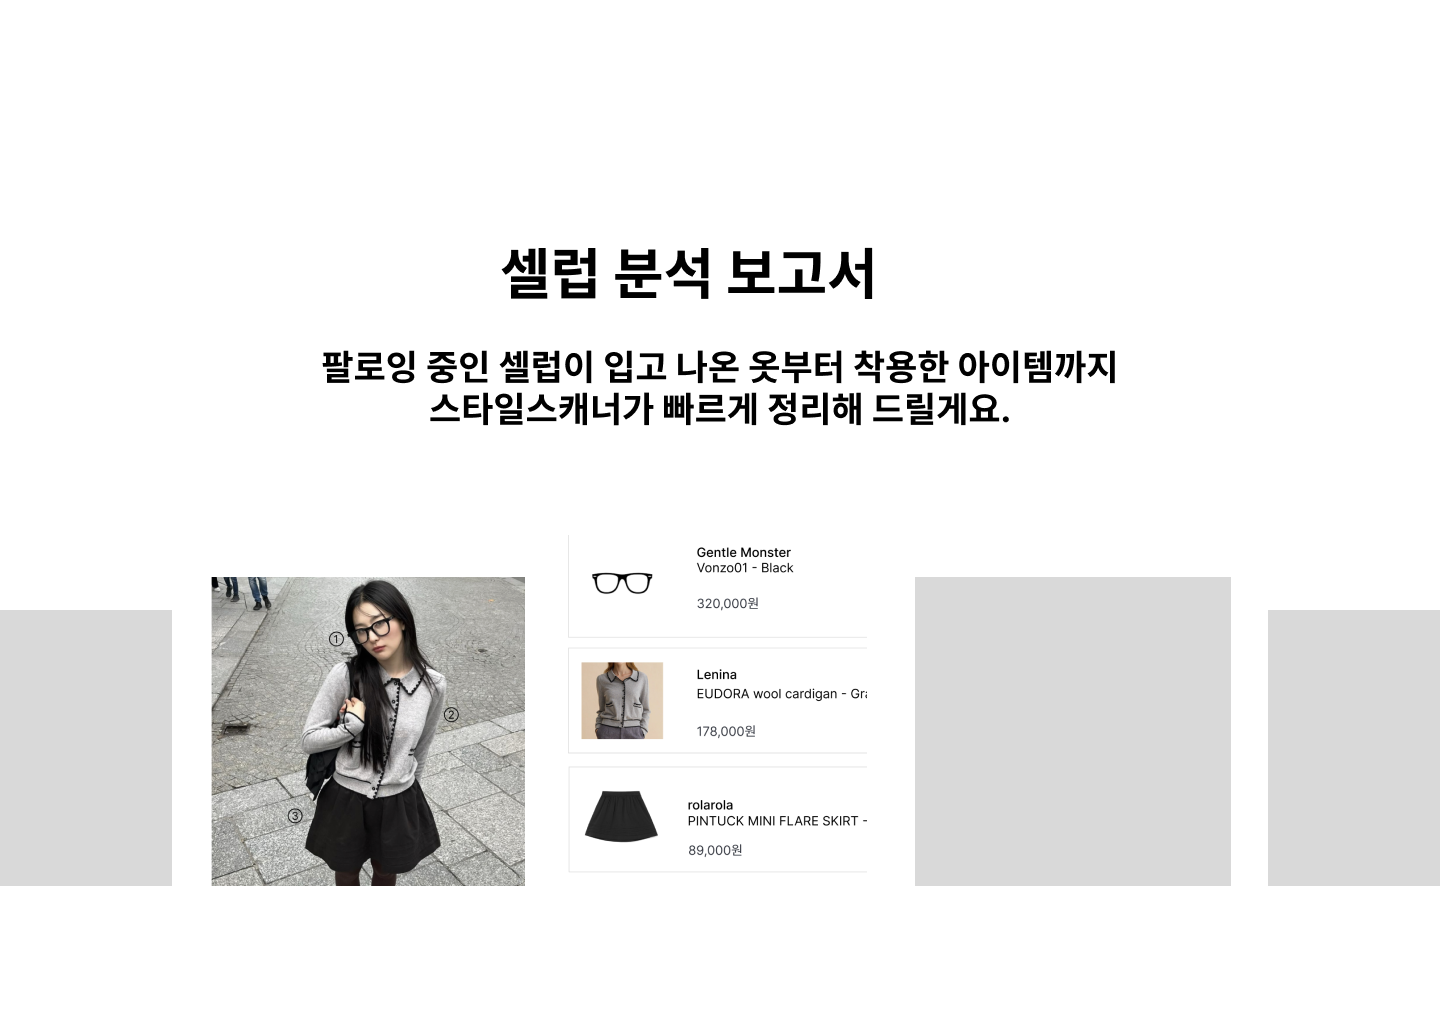 셀럽 분석 보고서
팔로잉 중인 셀럽이 입고 나온 옷부터 착용한 아이템까지
스타일스캐너가 빠르게 정리해 드릴게요.
①
②
③
Gentle Monster
Vonzo01 - Black
320,000원
Lenina
EUDORA wool cardigan - Gra
178,000원
rolarola
PINTUCK MINI FLARE SKIRT -
89,000원